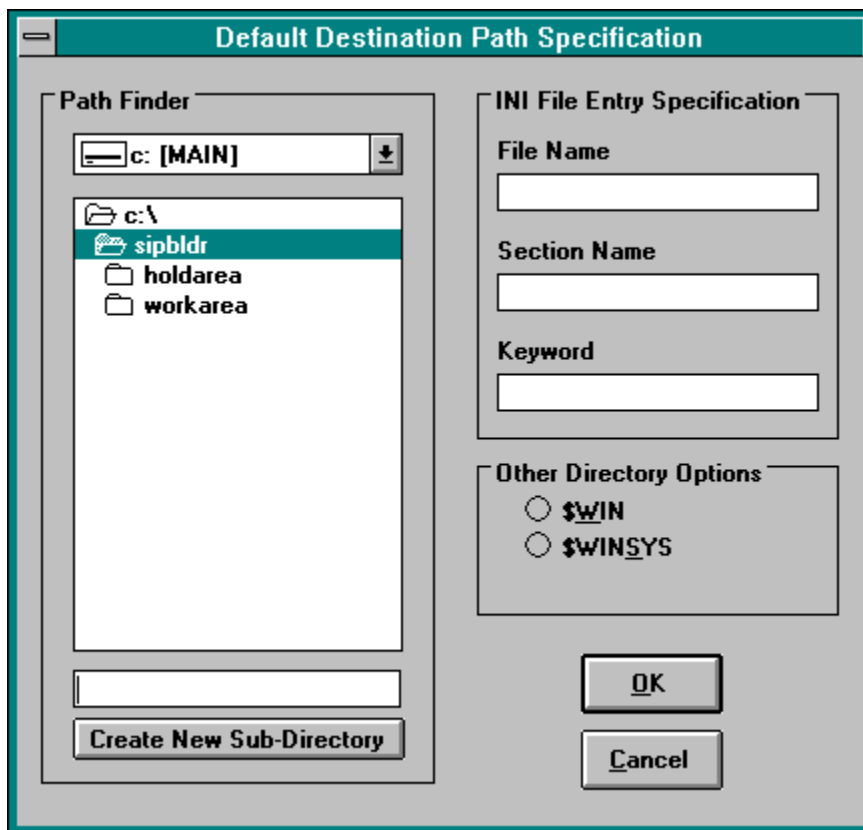 Default Destination Path Specification
Path Finder
c: [MAIN]
c:\
sipbldr
holdarea
workarea
Create New Sub-Directory
INI File Entry Specification
File Name
Section Name
Keyword
Other Directory Options
$WIN
$WINSYS
OK
Cancel